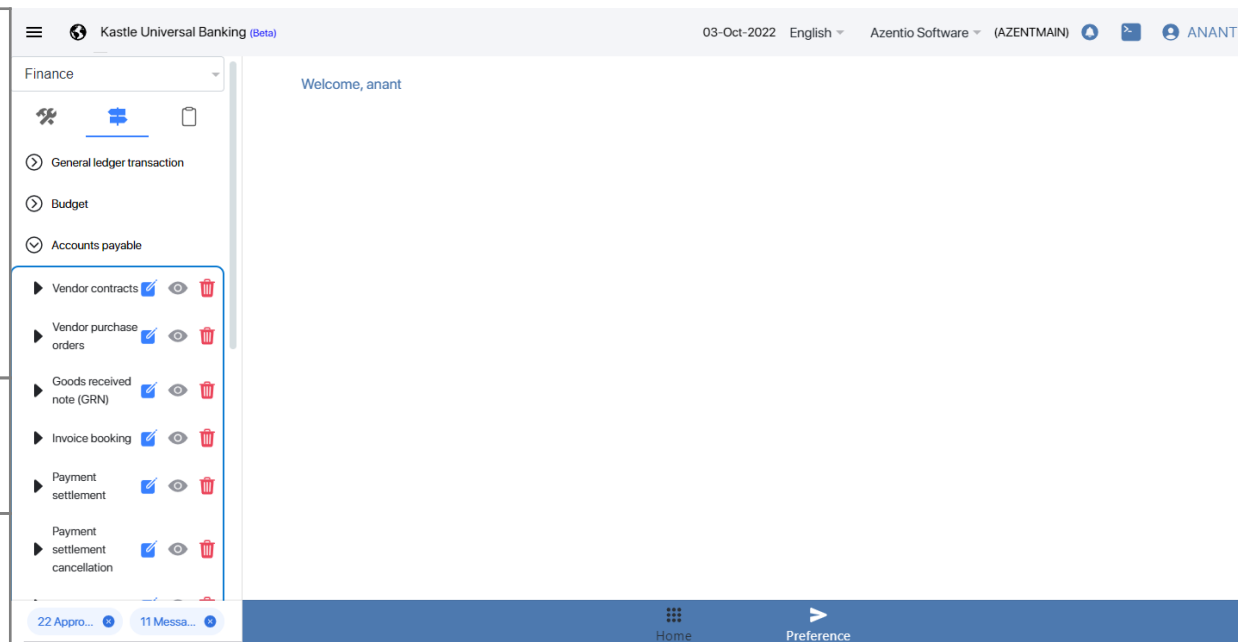 Kastle Universal Banking (Beta)
03-Oct-2022 English Azentio Software (AZENTMAIN) ANANT
Finance
Welcome, anant
General ledger transaction
Budget
Accounts payable
Vendor contracts
Vendor purchase
orders
Goods received
note (GRN)
Invoice booking
Payment
settlement
Payment
settlement
cancellation
22 Appro...
11 Messa...
Home
Preference